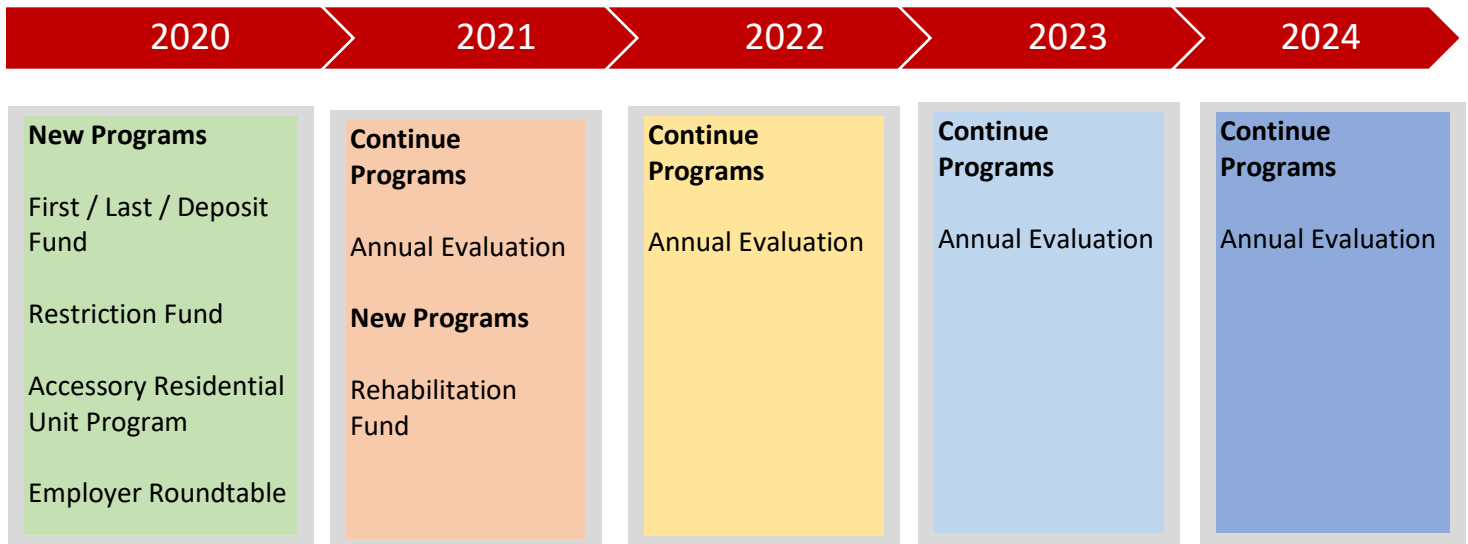 2020
2021
2022
2023
2024
New Programs
First / Last / Deposit
Fund
Restriction Fund
Accessory Residential
Unit Program
Employer Roundtable
Continue
Programs
Annual Evaluation
New Programs
Rehabilitation
Fund
Continue
Programs
Annual Evaluation
Continue
Programs
Annual Evaluation
Continue
Programs
Annual Evaluation